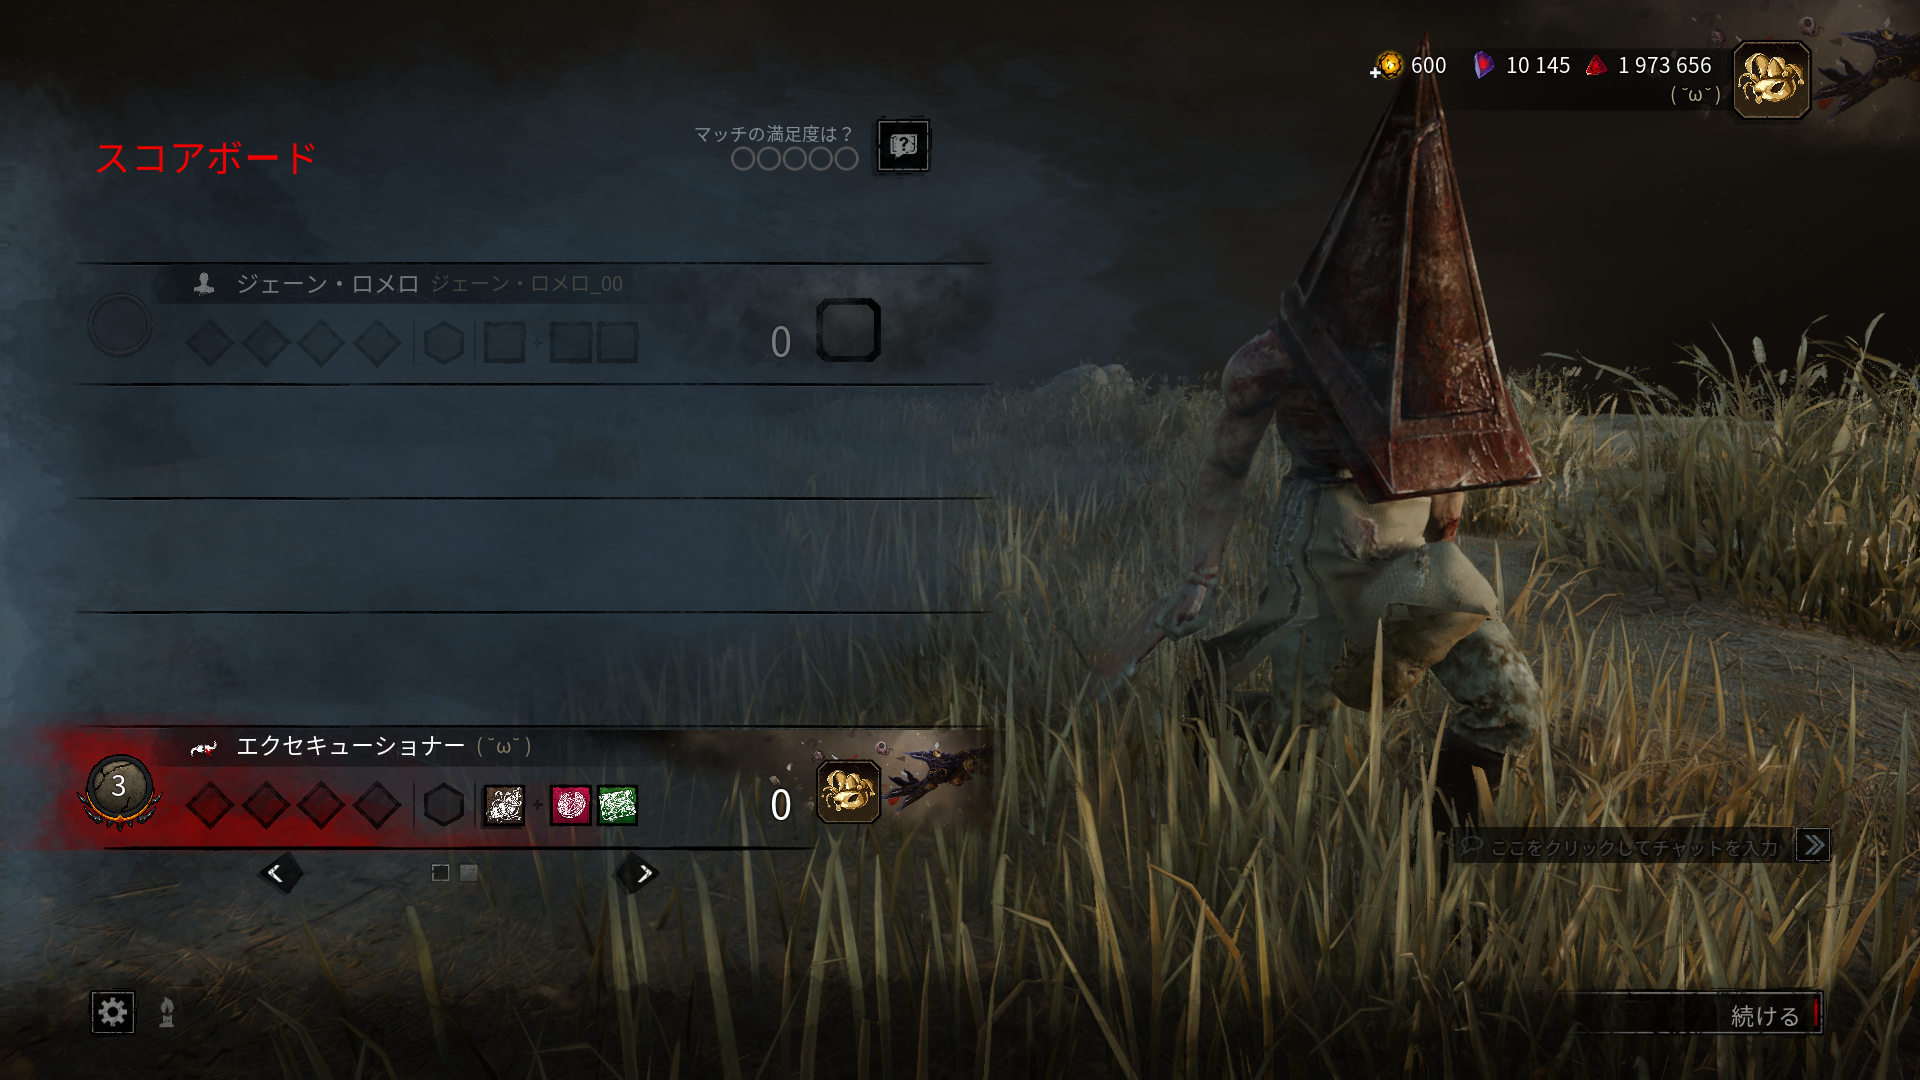 600 10 145 1 973 656
( ˘ω˘ )
マッチの満足度は？
スコアボード
ジェーン・ロメロ ジェーン・ロメロ_00
0
エクセキューショナー ( ˘ω˘ )
3
0
ここをクリックしてチャットを入力
続ける